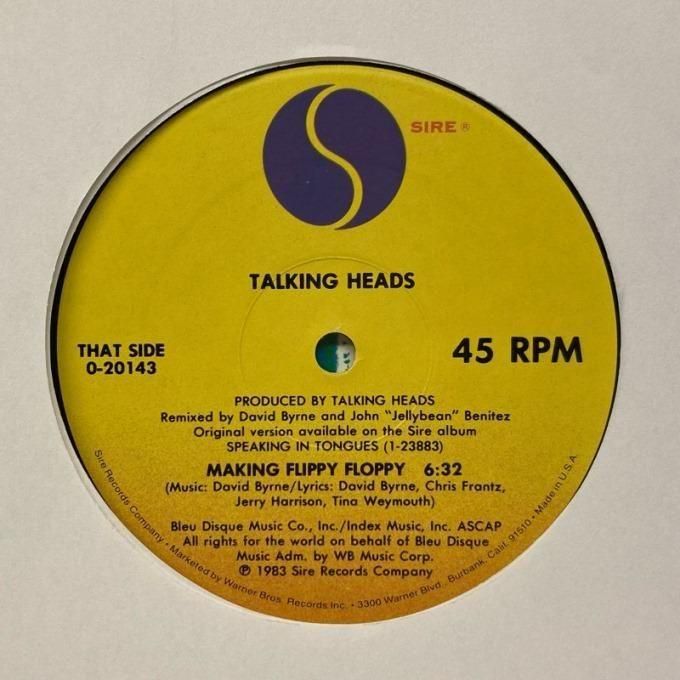 SIRE ®
TALKING HEADS
THAT SIDE
0-20143
45 RPM
PRODUCED BY TALKING HEADS
Remixed by David Byrne and John "Jellybean" Benitez
Original version available on the Sire album
SPEAKING IN TONGUES (1-23883)
MAKING FLIPPY FLOPPY 6:32
(Music: David Byrne/Lyrics: David Byrne, Chris Frantz,
Jerry Harrison, Tina Weymouth)
Bleu Disque Music Co., Inc./Index Music, Inc. ASCAP
All rights for the world on behalf of Bleu Disque
Music Adm. by WB Music Corp.
℗ 1983 Sire Records Company
Sire Records Company • Marketed by Warner Bros. Records Inc. • 3300 Warner Blvd., Burbank, Calif. 91510 • Made in U.S.A.